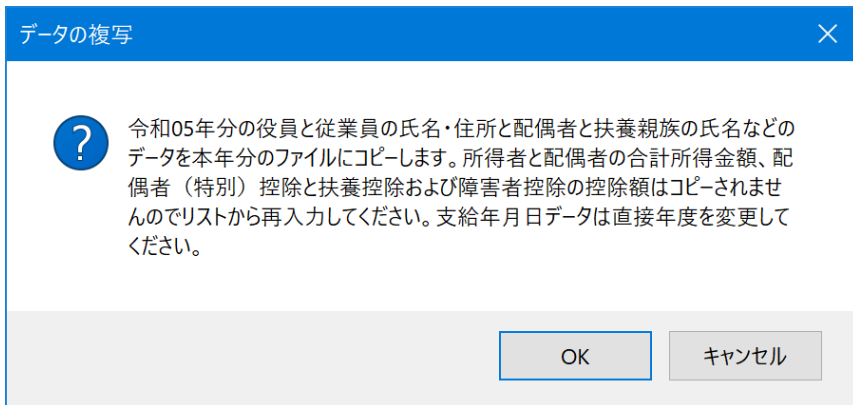 データの複写
令和05年分の役員と従業員の氏名・住所と配偶者と扶養親族の氏名などの
データを本年分のファイルにコピーします。所得者と配偶者の合計所得金額、配
偶者（特別）控除と扶養控除および障害者控除の控除額はコピーされませ
んのでリストから再入力してください。支給年月日データは直接年度を変更して
ください。
OK
キャンセル